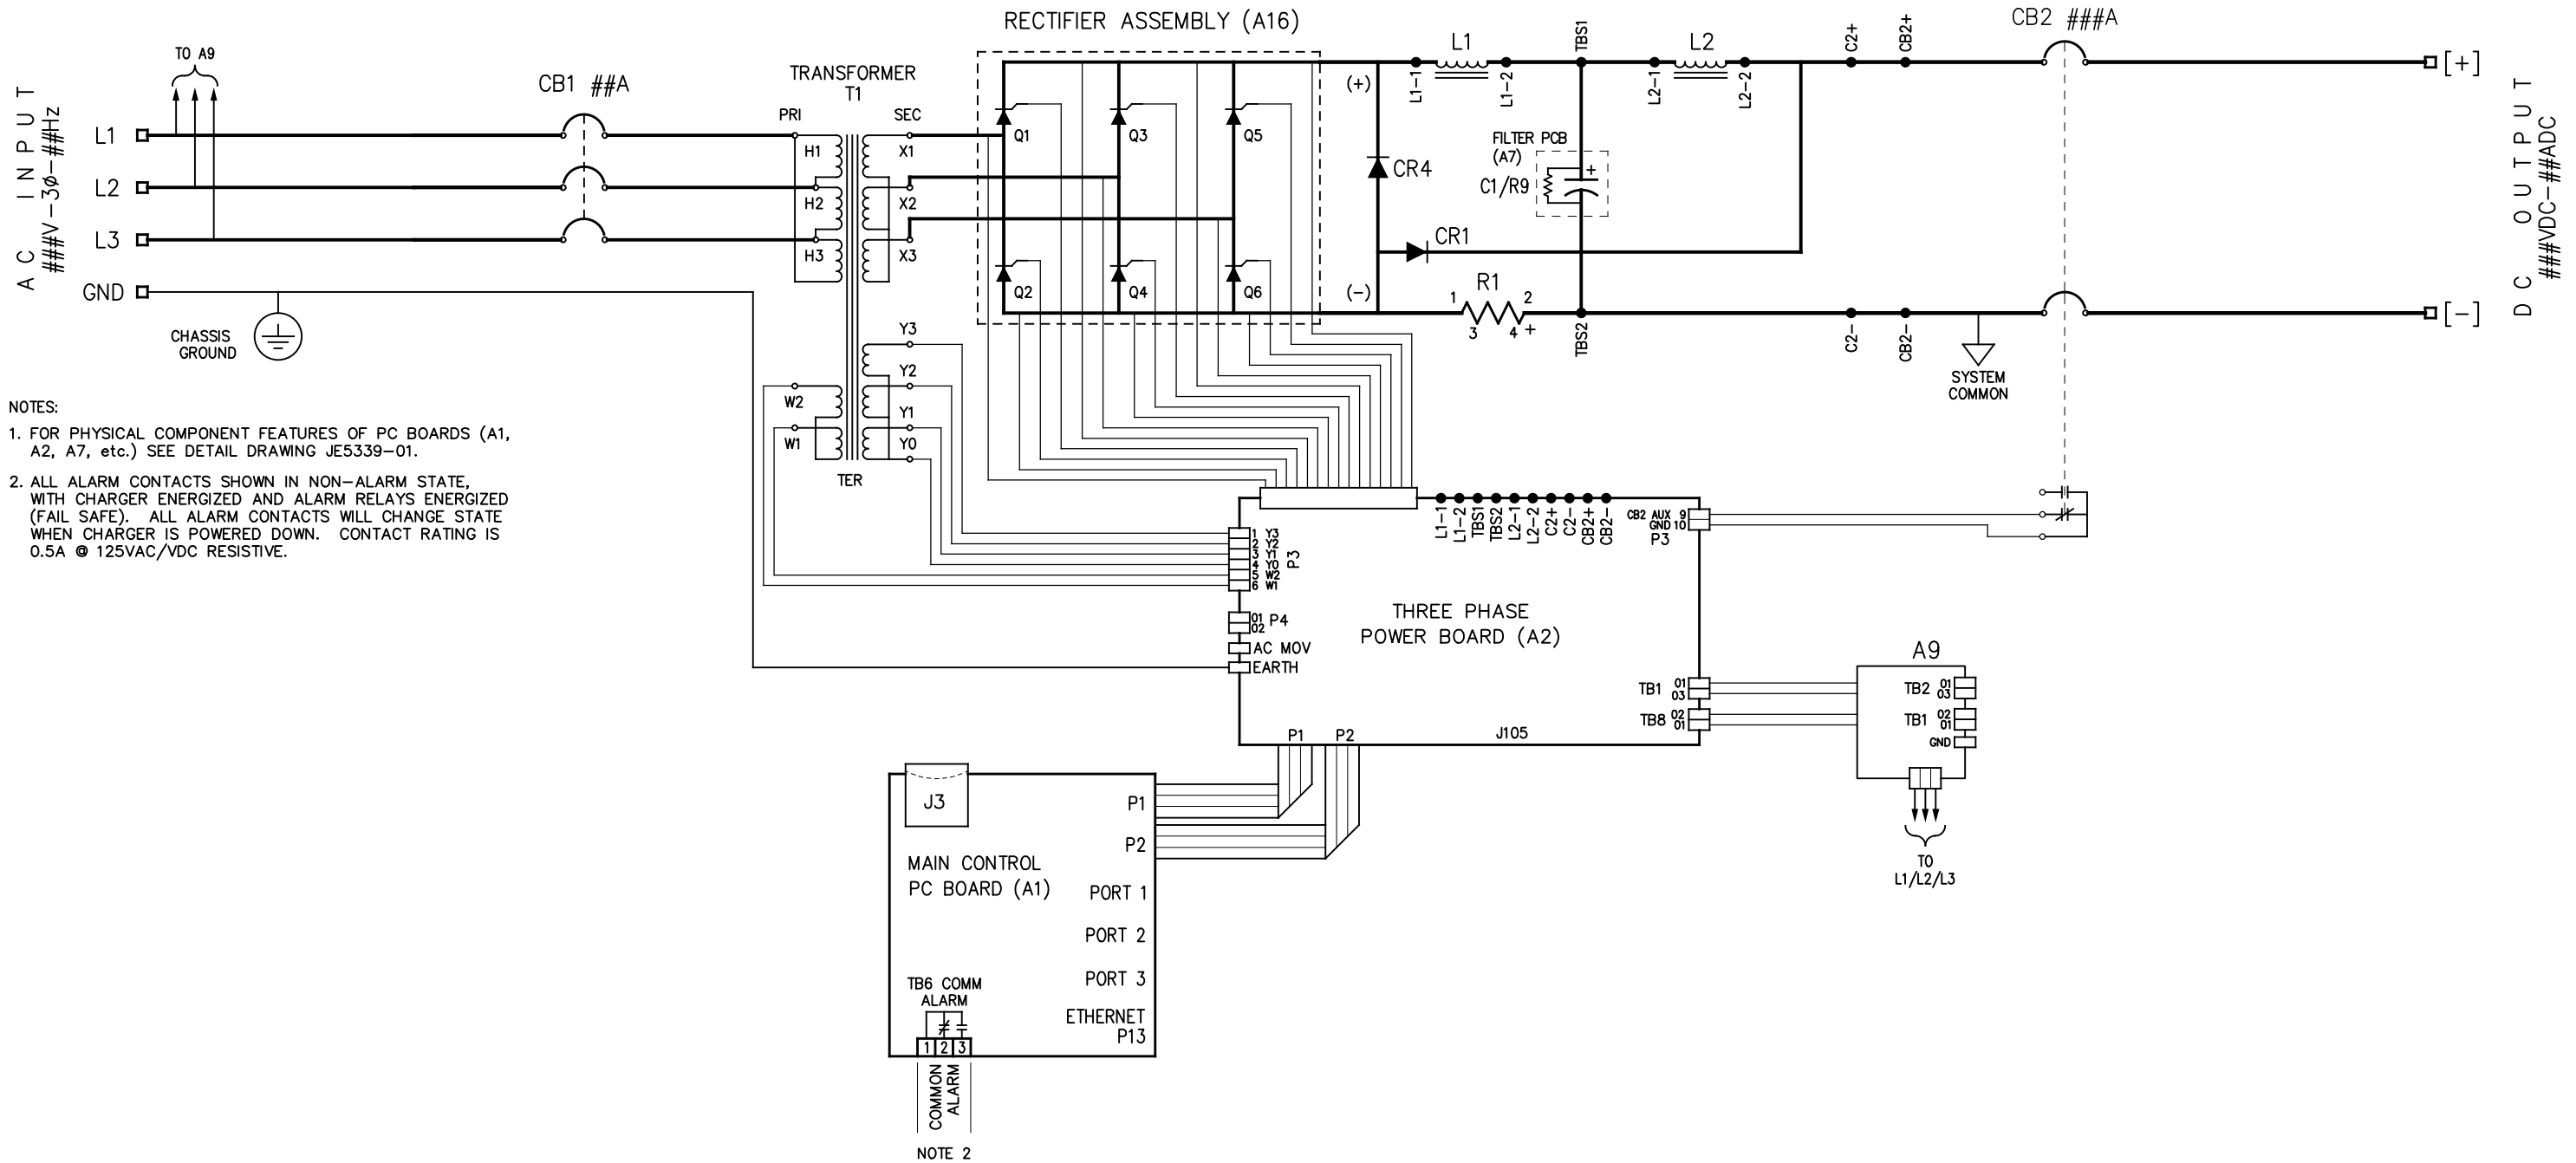 RECTIFIER ASSEMBLY (A16)
CB2 ###A
TO A9
CB1 ##A
TRANSFORMER
T1
PRI
SEC
L1
L2
L3
GND
AC INPUT
###V-3Ø-##Hz
CHASSIS
GROUND
H1
H2
H3
X1
X2
X3
Y3
Y2
Y1
Y0
W2
W1
TER
Q1
Q3
Q5
Q2
Q4
Q6
(+)
(-)
CR4
CR1
L1
L1-1
L1-2
TBS1
L2
L2-1
L2-2
C2+
CB2+
FILTER PCB
(A7)
C1/R9
+
R1
1
2
3
4 +
TBS2
C2-
CB2-
SYSTEM
COMMON
[+]
[-]
DC OUTPUT
###VDC-##ADC
NOTES:
1. FOR PHYSICAL COMPONENT FEATURES OF PC BOARDS (A1,
A2, A7, etc.) SEE DETAIL DRAWING JE5339-01.
2. ALL ALARM CONTACTS SHOWN IN NON-ALARM STATE,
WITH CHARGER ENERGIZED AND ALARM RELAYS ENERGIZED
(FAIL SAFE). ALL ALARM CONTACTS WILL CHANGE STATE
WHEN CHARGER IS POWERED DOWN. CONTACT RATING IS
0.5A @ 125VAC/VDC RESISTIVE.
1 Y3
2 Y2
3 Y1
4 Y0
5 W2
6 W1
P3
01
02
P4
AC MOV
EARTH
L1-1
L1-2
TBS1
TBS2
L2-1
L2-2
C2+
C2-
CB2+
CB2-
CB2 AUX 9
GND 10
P3
THREE PHASE
POWER BOARD (A2)
TB1
01
03
TB8
02
01
P1
P2
J105
A9
TB2
01
03
TB1
02
01
GND
TO
L1/L2/L3
J3
P1
P2
MAIN CONTROL
PC BOARD (A1)
PORT 1
PORT 2
PORT 3
ETHERNET
P13
TB6 COMM
ALARM
1 2 3
COMMON
ALARM
NOTE 2